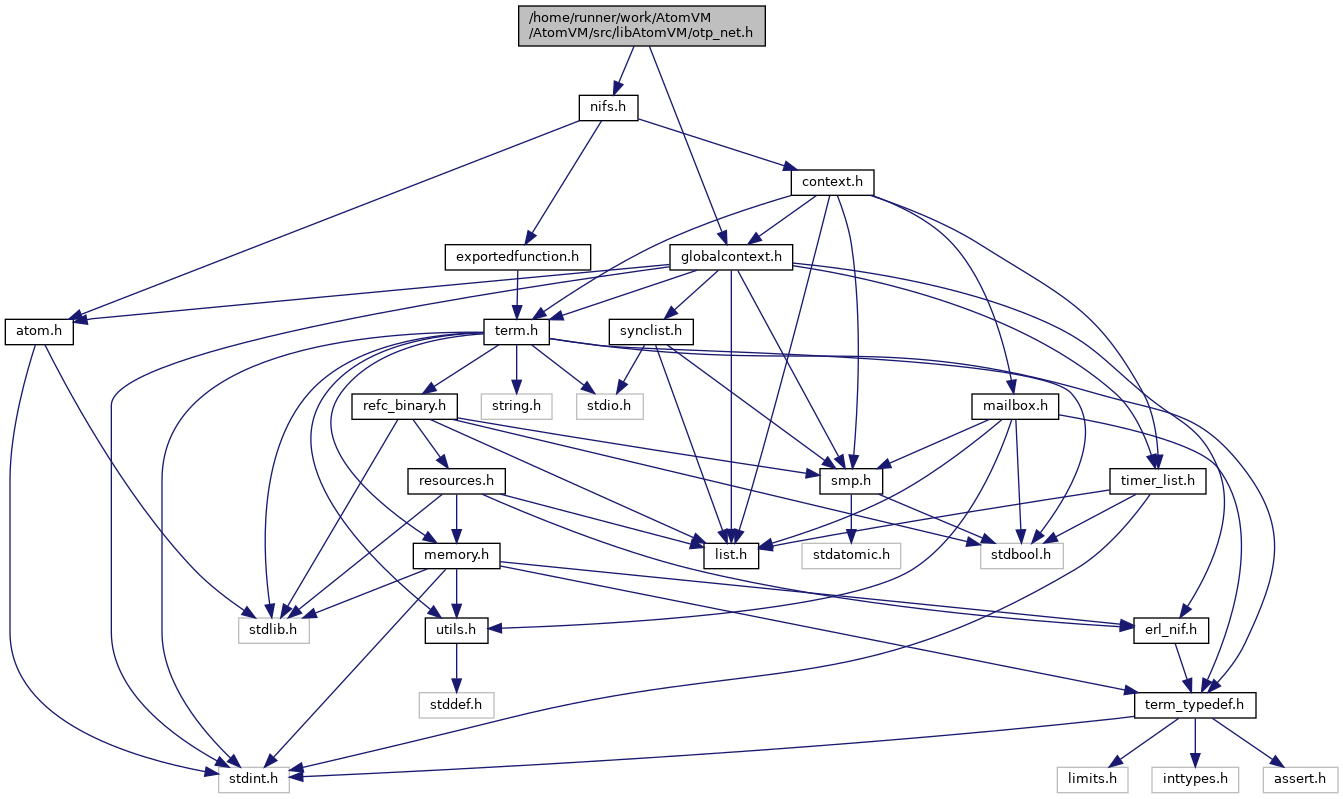 /home/runner/work/AtomVM
/AtomVM/src/libAtomVM/otp_net.h
nifs.h
context.h
exportedfunction.h
globalcontext.h
atom.h
term.h
synclist.h
refc_binary.h
string.h
stdio.h
mailbox.h
resources.h
smp.h
timer_list.h
memory.h
list.h
stdatomic.h
stdbool.h
stdlib.h
utils.h
erl_nif.h
stddef.h
term_typedef.h
stdint.h
limits.h
inttypes.h
assert.h